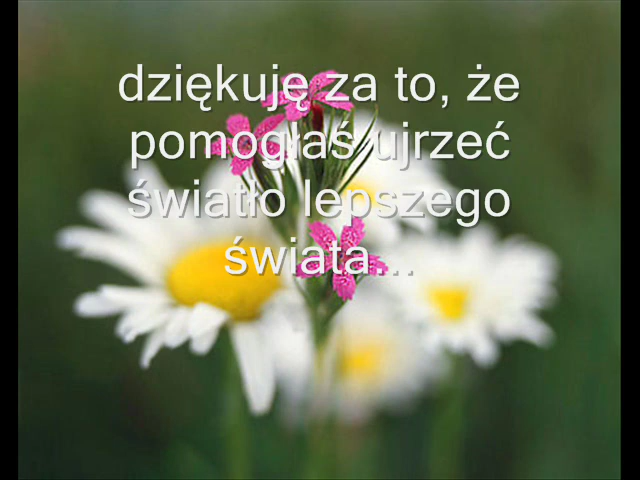 dziękuję za to, że
pomogłaś ujrzeć
światło lepszego
świata...